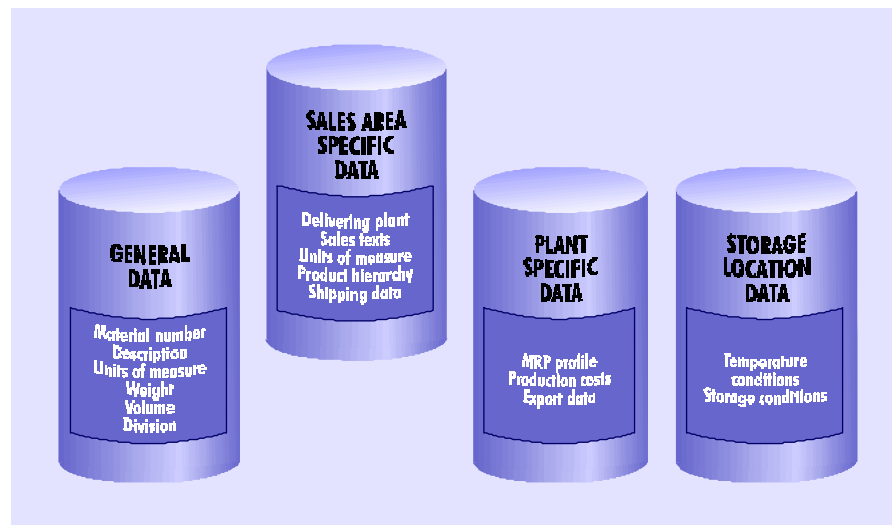 GENERAL
DATA
Material number
Description
Units of measure
Weight
Volume
Division
SALES AREA
SPECIFIC
DATA
Delivering plant
Sales texts
Units of measure
Product hierarchy
Shipping data
PLANT
SPECIFIC
DATA
MRP profile
Production costs
Export data
STORAGE
LOCATION
DATA
Temperature
conditions
Storage conditions